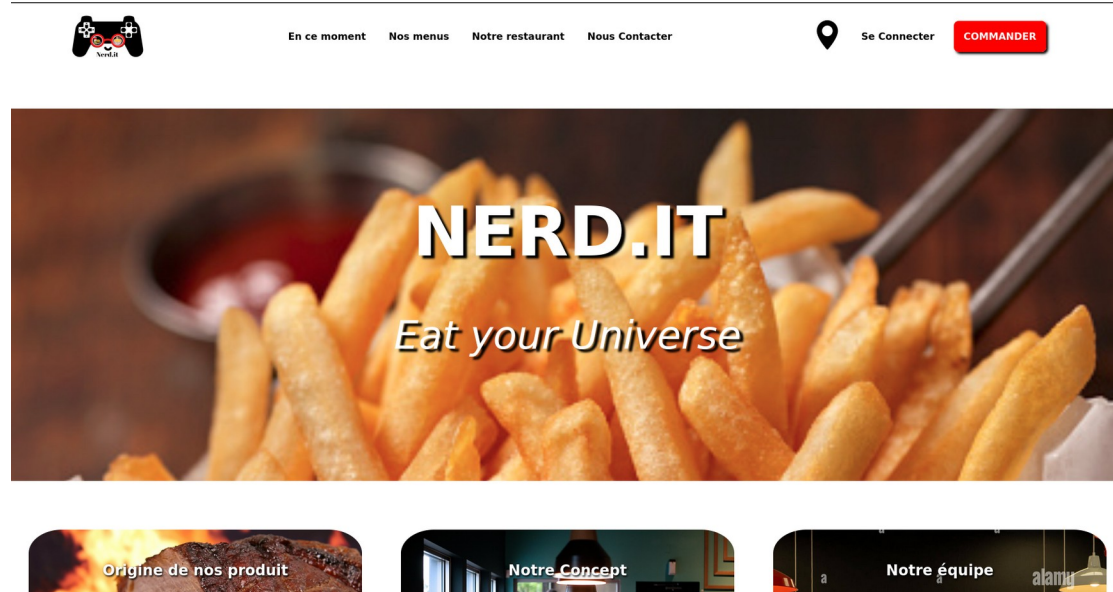 Nerd.it
En ce moment
Nos menus
Notre restaurant
Nous Contacter
Se Connecter
COMMANDER
NERD.IT
Eat your Universe
Origine de nos produit
Notre Concept
Notre équipe
a
a
a
a
alamy